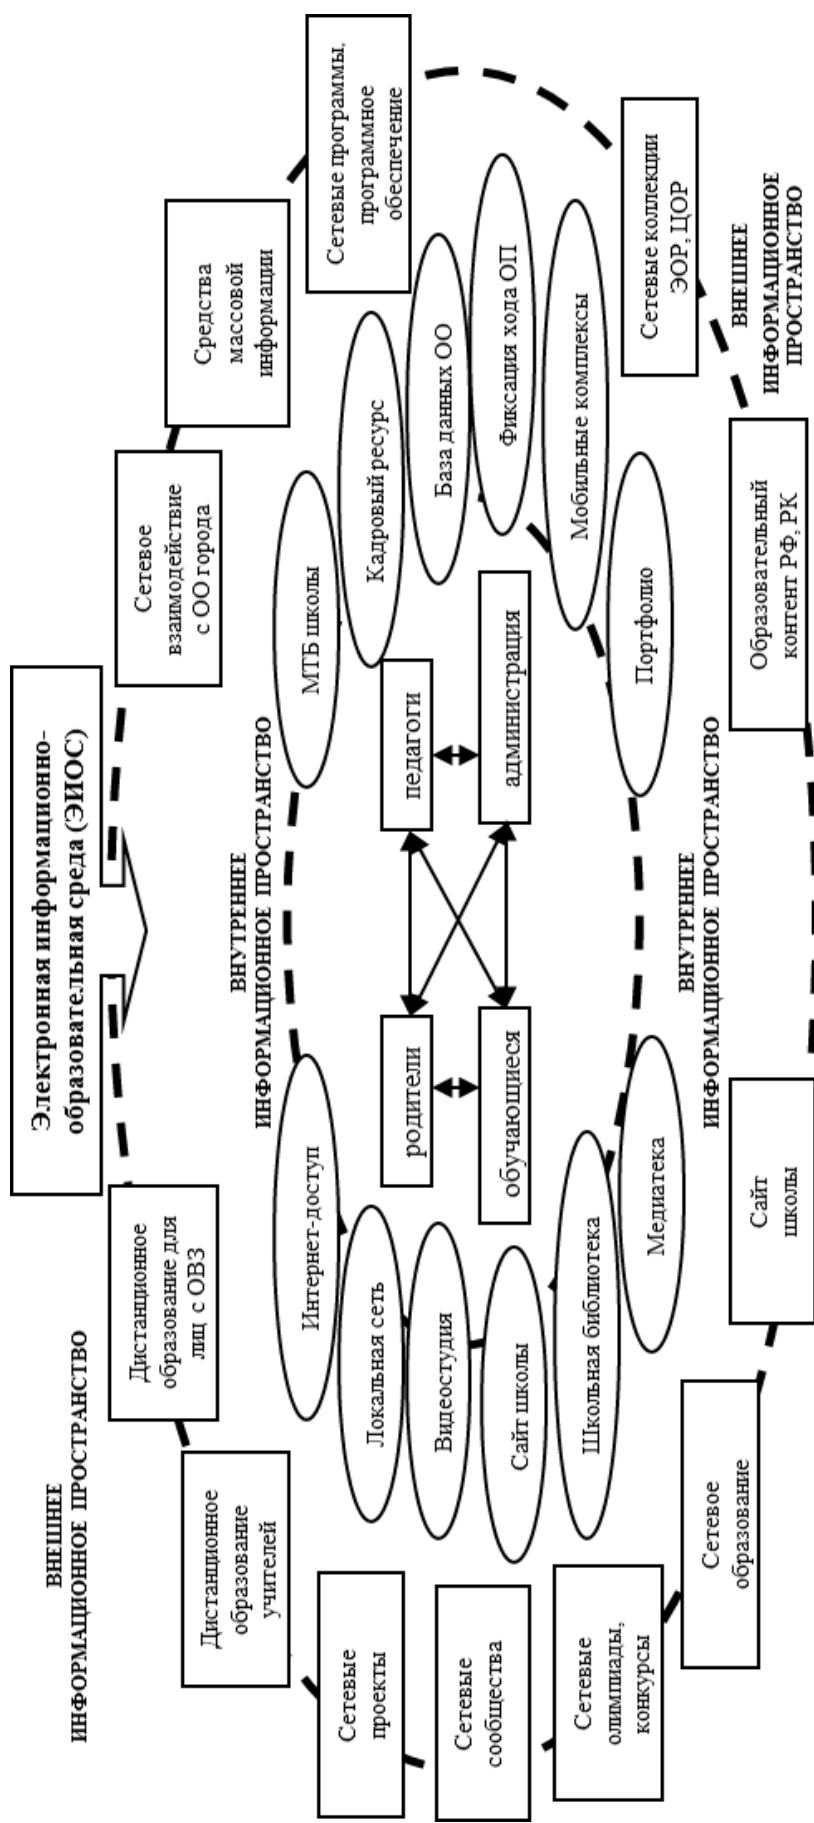 Электронная информационно-
образовательная среда (ЭИОС)
ВНЕШНЕЕ
ИНФОРМАЦИОННОЕ ПРОСТРАНСТВО
Дистанционное
образование для
лиц с ОВЗ
Сетевое
взаимодействие
с ОО города
Дистанционное
образование
учителей
Средства
массовой
информации
ВНУТРЕННЕЕ
ИНФОРМАЦИОННОЕ ПРОСТРАНСТВО
Сетевые
проекты
Интернет-доступ
МТБ школы
Сетевые программы,
программное
обеспечение
Локальная сеть
Кадровый ресурс
родители
педагоги
Сетевые
сообщества
Видеостудия
База данных ОО
обучающиеся
администрация
Сайт школы
Фиксация хода ОП
Сетевые
олимпиады,
конкурсы
Школьная библиотека
Мобильные комплексы
Медиатека
Портфолио
Сетевые коллекции
ЭОР, ЦОР
ВНУТРЕННЕЕ
ИНФОРМАЦИОННОЕ ПРОСТРАНСТВО
Сетевое
образование
ВНЕШНЕЕ
ИНФОРМАЦИОННОЕ
ПРОСТРАНСТВО
Сайт
школы
Образовательный
контент РФ, РК